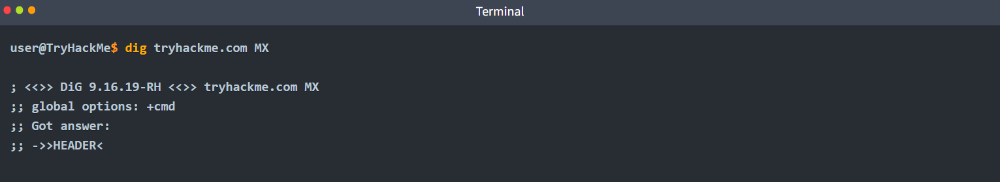 Terminal
user@TryHackMe$ dig tryhackme.com MX
; <<>> DiG 9.16.19-RH <<>> tryhackme.com MX
;; global options: +cmd
;; Got answer:
;; ->>HEADER<